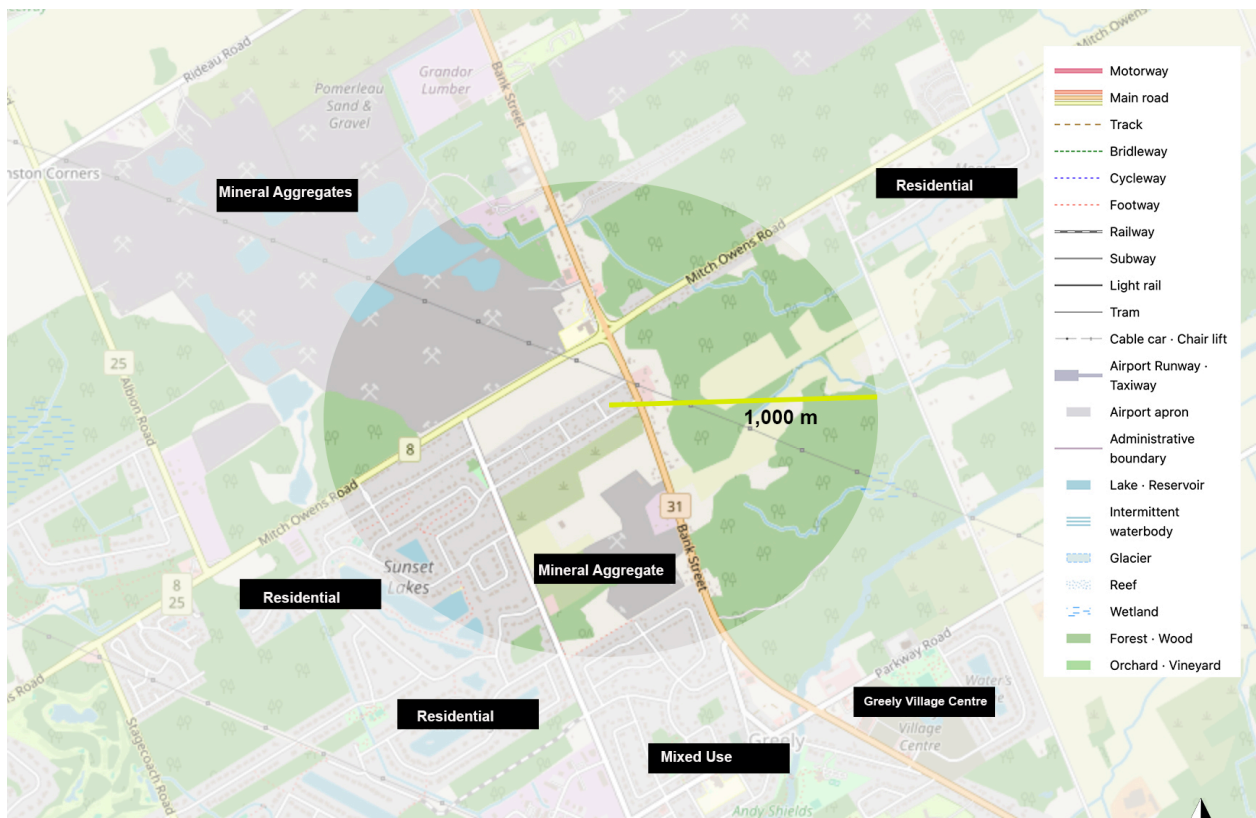 Rideau Road
Mitch Owens
Grandor
Lumber
Pomerleau
Sand &
Gravel
Bank Street
nston Corners
Mineral Aggregates
Residential
Mitch Owens Road
25
Albion Road
1,000 m
8
Mitch Owens Road
31
Bank Street
Sunset
Lakes
Mineral Aggregate
8
25
Residential
Parkway Road
Water's
Greely Village Centre
Village
Centre
Residential
Mixed Use
Greely
Stagecoach Road
Andy Shields
Motorway
Main road
Track
Bridleway
Cycleway
Footway
Railway
Subway
Light rail
Tram
Cable car · Chair lift
Airport Runway ·
Taxiway
Airport apron
Administrative
boundary
Lake · Reservoir
Intermittent
waterbody
Glacier
Reef
Wetland
Forest · Wood
Orchard · Vineyard